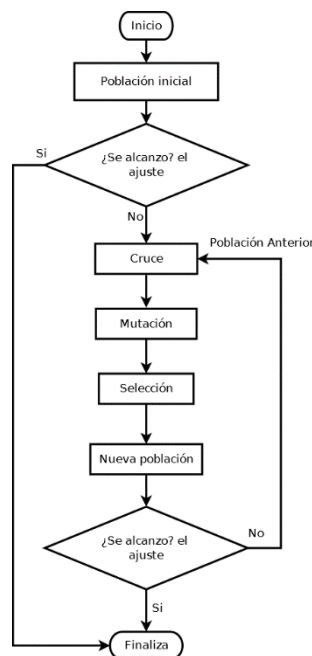 Inicio
Población inicial
¿Se alcanzo? el
ajuste
Si
No
Población Anterior
Cruce
Mutación
Selección
Nueva población
¿Se alcanzo? el
ajuste
No
Si
Finaliza